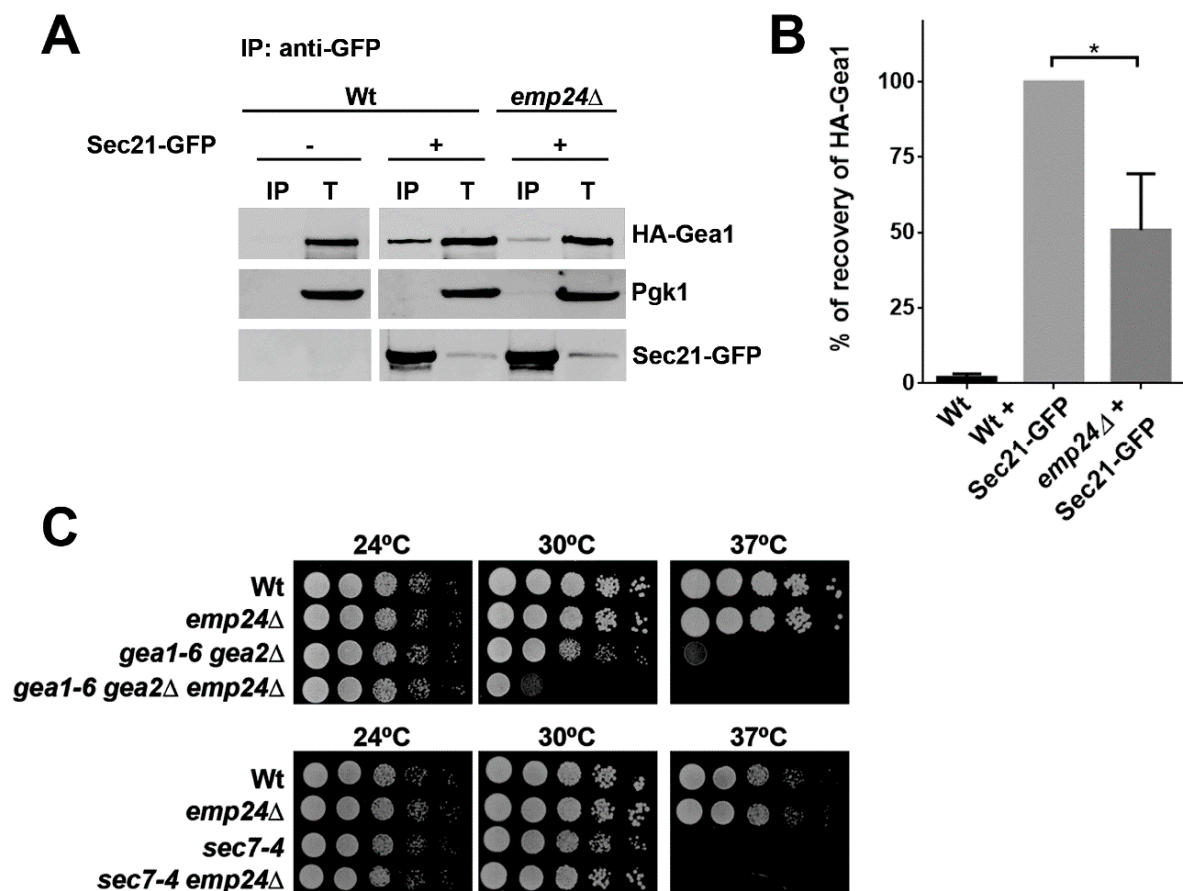 A
IP: anti-GFP
Wt emp24Δ
Sec21-GFP - + +
IP T IP T IP T
HA-Gea1
Pgk1
Sec21-GFP
B
% of recovery of HA-Gea1
100
75
50
25
0
*
Wt
Wt +
Sec21-GFP
emp24Δ +
Sec21-GFP
C
24ºC 30ºC 37ºC
Wt
emp24Δ
gea1-6 gea2Δ
gea1-6 gea2Δ emp24Δ
24ºC 30ºC 37ºC
Wt
emp24Δ
sec7-4
sec7-4 emp24Δ